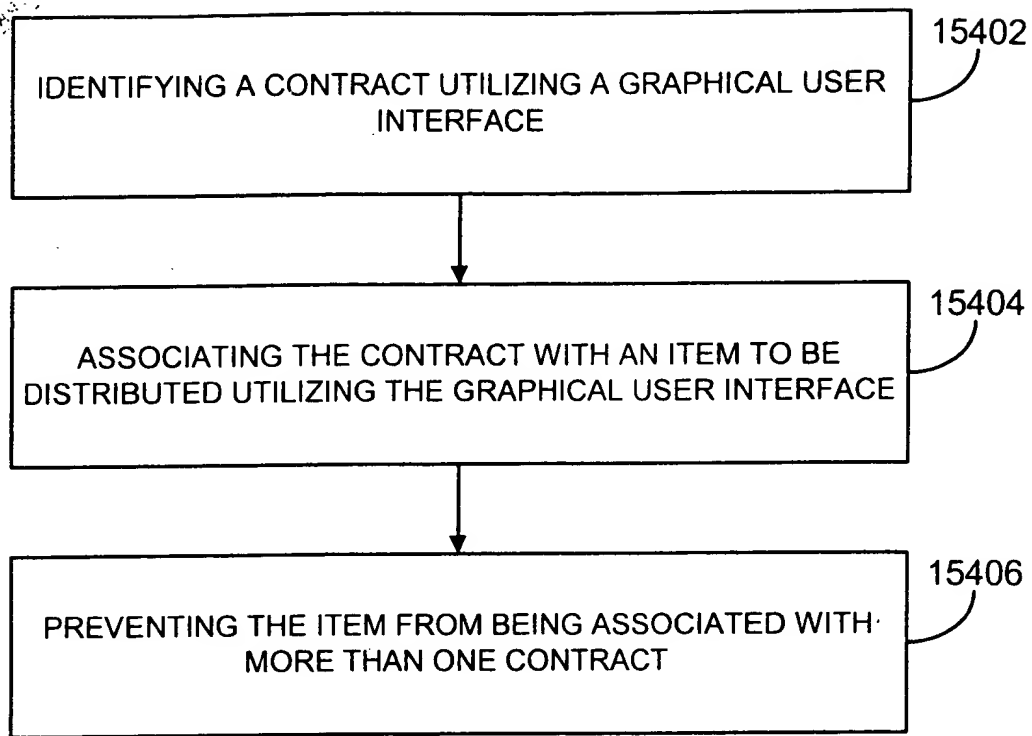 15402
IDENTIFYING A CONTRACT UTILIZING A GRAPHICAL USER
INTERFACE
15404
ASSOCIATING THE CONTRACT WITH AN ITEM TO BE
DISTRIBUTED UTILIZING THE GRAPHICAL USER INTERFACE
15406
PREVENTING THE ITEM FROM BEING ASSOCIATED WITH
MORE THAN ONE CONTRACT